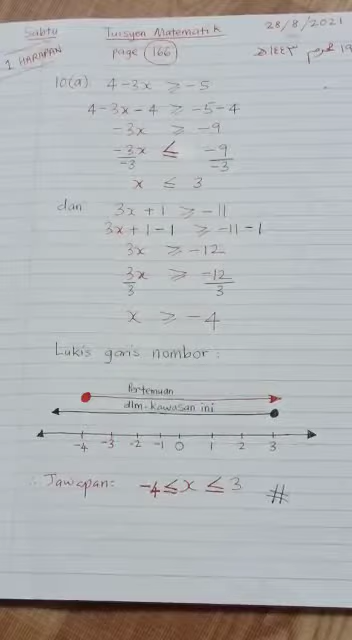 Sabtu Tuisyen Matematik 28/8/2021
1 HARAPAN page 166 ١٤٤٣هـ
10(a) 4-3x ≥ -5
4-3x-4 ≥ -5-4
-3x ≥ -9
-3x/-3 ≤ -9/-3
x ≤ 3
dan 3x+1 ≥ -11
3x+1-1 ≥ -11-1
3x ≥ -12
3x/3 ≥ -12/3
x ≥ -4
Lukis garis nombor:
Pertemuan
dlm kawasan ini
-4 -3 -2 -1 0 1 2 3
∴ Jawapan: -4 ≤ x ≤ 3 #